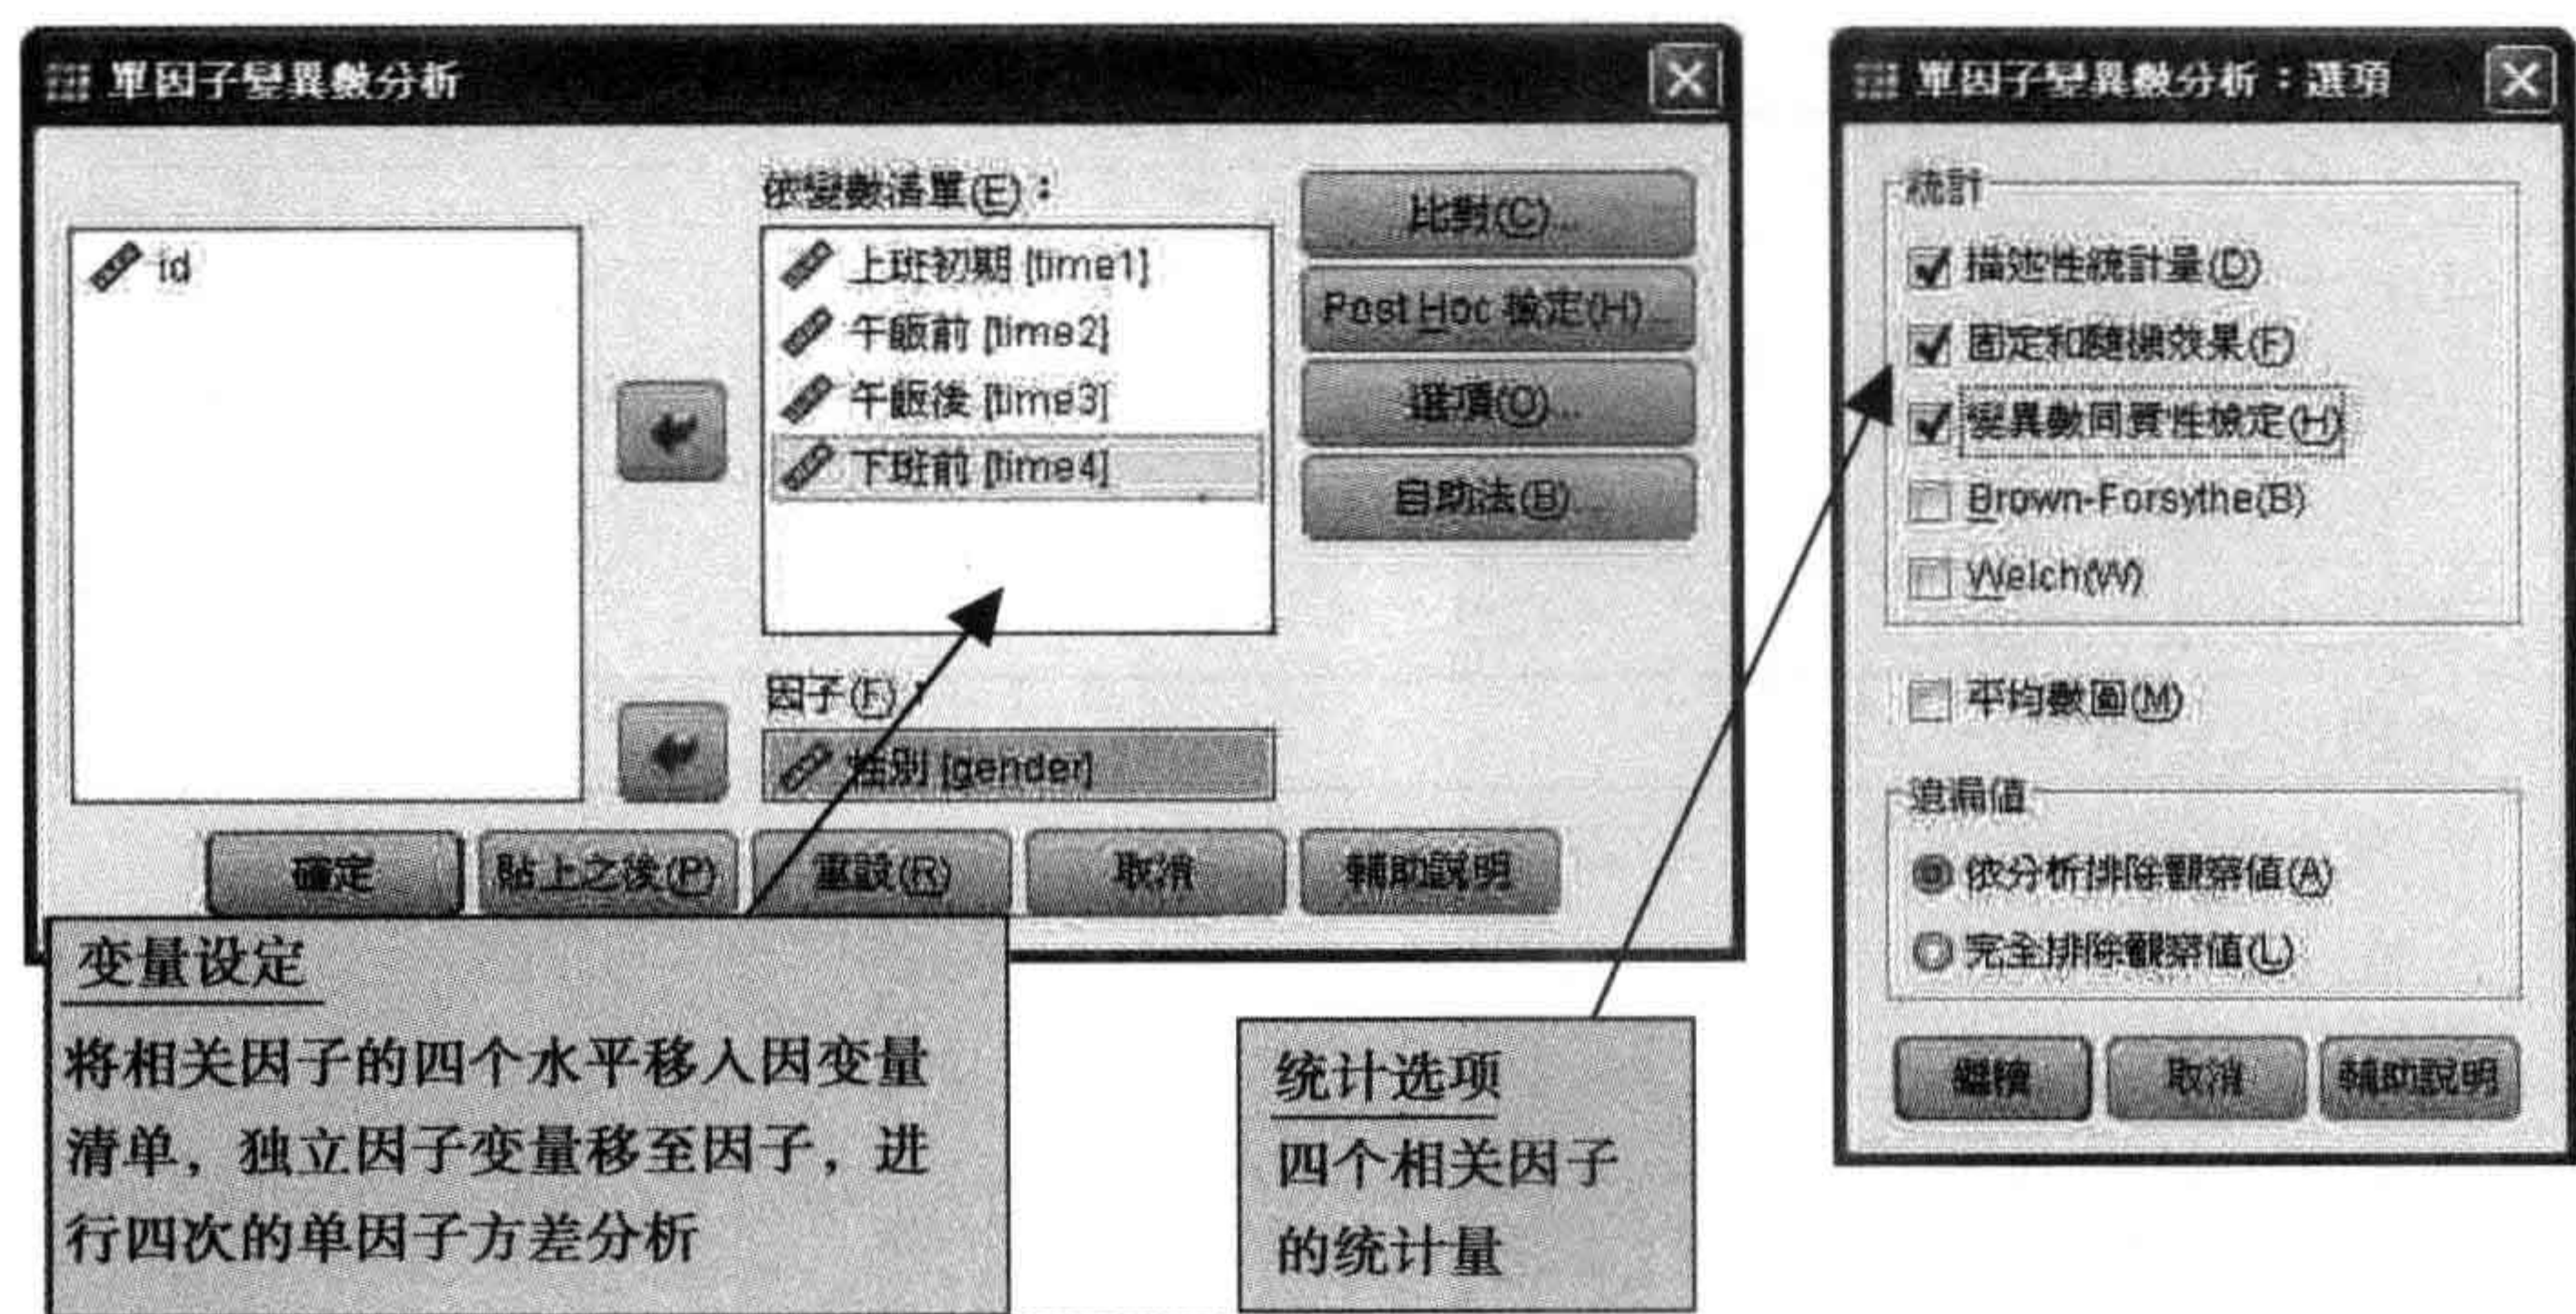 單因子變異數分析
依變數清單(E)：
id
上班初期 [time1]
午飯前 [time2]
午飯後 [time3]
下班前 [time4]
因子(F)：
性別 [gender]
比對(C)...
Post Hoc 檢定(H)...
選項(O)...
自助法(B)...
確定
貼上之後(P)
重設(R)
取消
輔助說明
变量设定
将相关因子的四个水平移入因变量
清单，独立因子变量移至因子，进
行四次的单因子方差分析
统计选项
四个相关因子
的统计量
單因子變異數分析：選項
統計
描述性統計量(D)
固定和隨機效果(F)
變異數同質性檢定(H)
Brown-Forsythe(B)
Welch(W)
平均數圖(M)
遺漏值
依分析排除觀察值(A)
完全排除觀察值(L)
繼續
取消
輔助說明